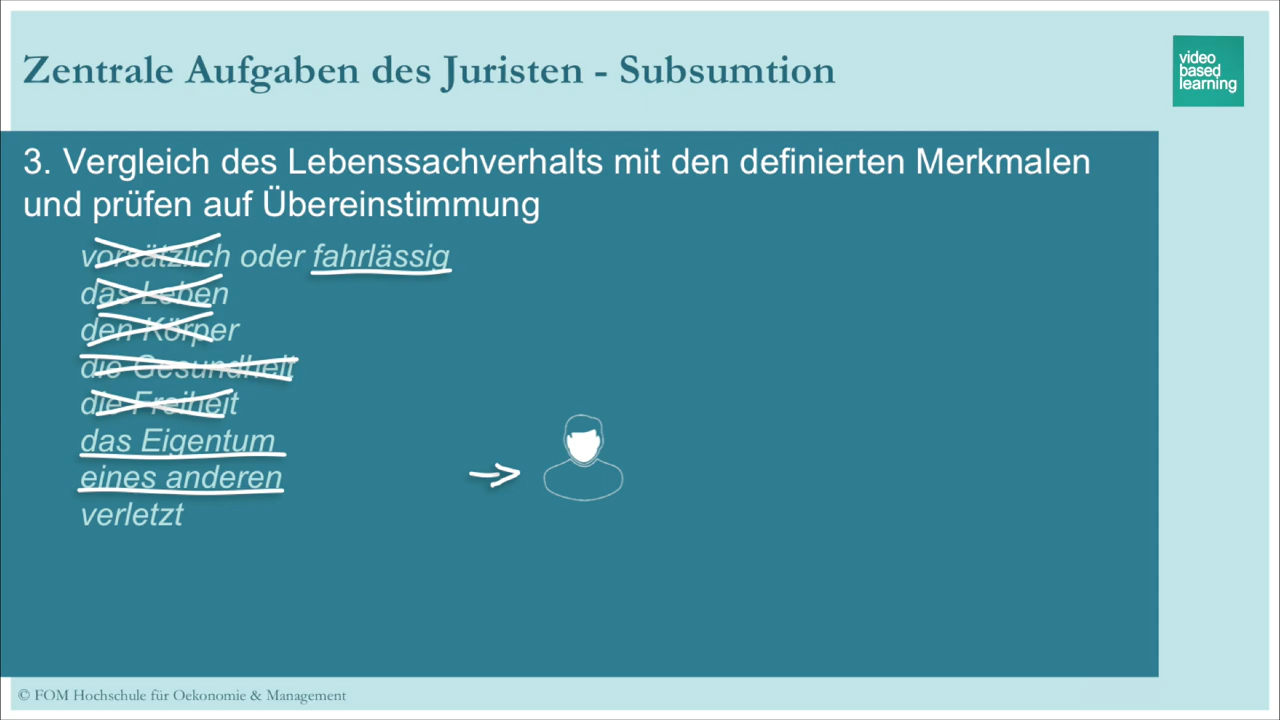 Zentrale Aufgaben des Juristen - Subsumtion
video
based
learning
3. Vergleich des Lebenssachverhalts mit den definierten Merkmalen
und prüfen auf Übereinstimmung
vorsätzlich oder fahrlässig
das Leben
den Körper
die Gesundheit
die Freiheit
das Eigentum
eines anderen
verletzt
© FOM Hochschule für Oekonomie & Management